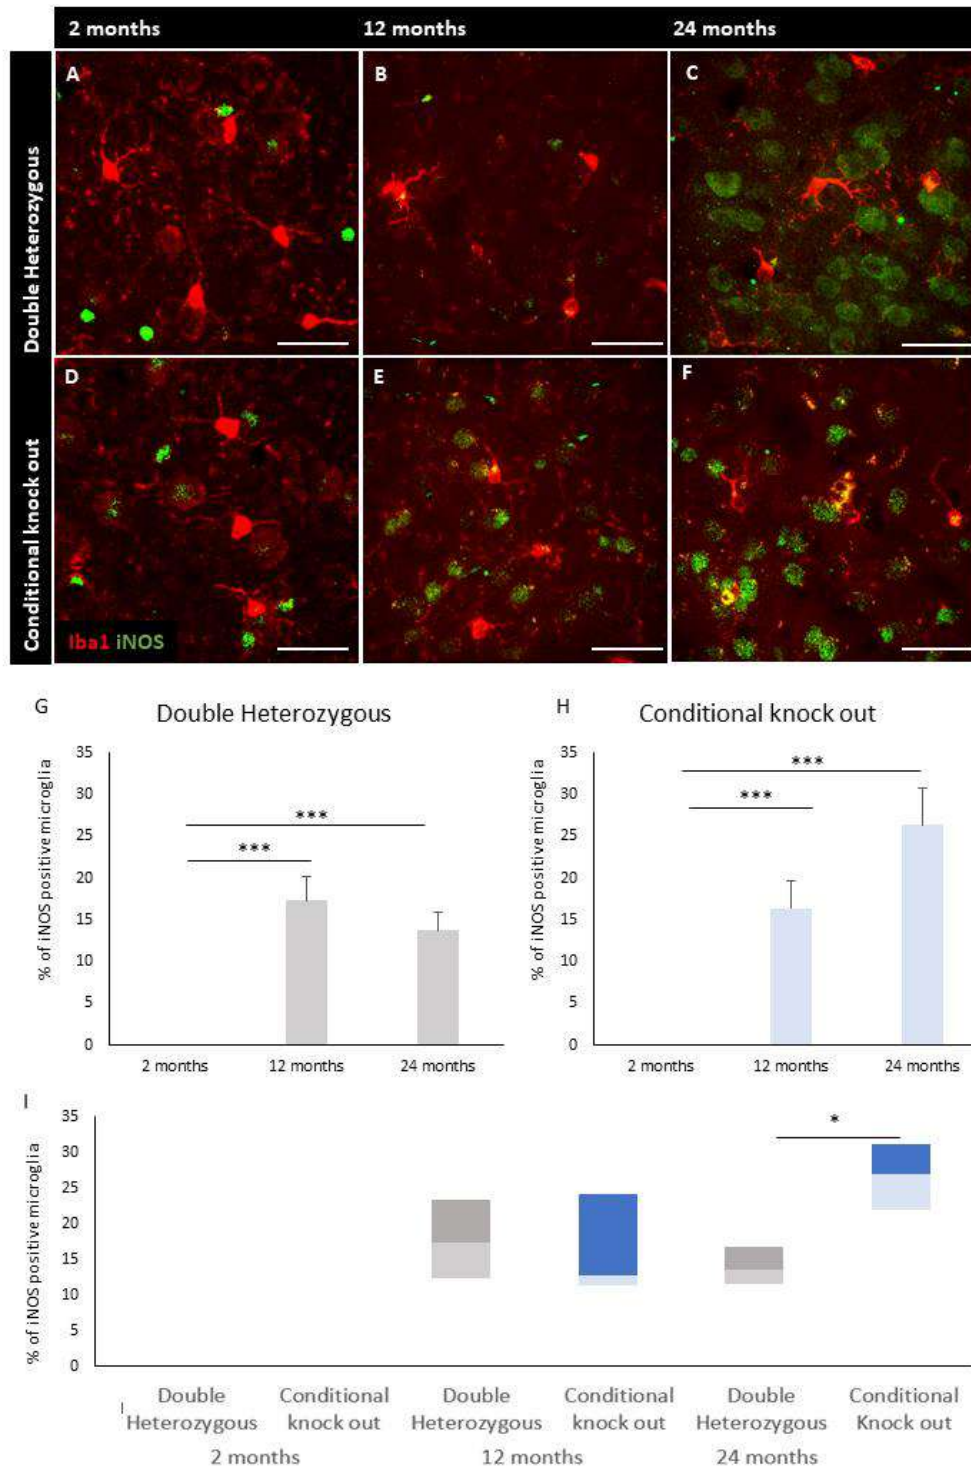 2 months 12 months 24 months
Double Heterozygous
A B C
Conditional knock out
D E F
Iba1 iNOS
G Double Heterozygous
% of iNOS positive microglia
35
30
25
20
15
10
5
0
***
***
2 months 12 months 24 months
H Conditional knock out
% of iNOS positive microglia
35
30
25
20
15
10
5
0
***
***
2 months 12 months 24 months
I
% of iNOS positive microglia
35
30
25
20
15
10
5
0
*
Double Conditional Double Conditional Double Conditional
I Heterozygous knock out Heterozygous knock out Heterozygous Knock out
2 months 12 months 24 months